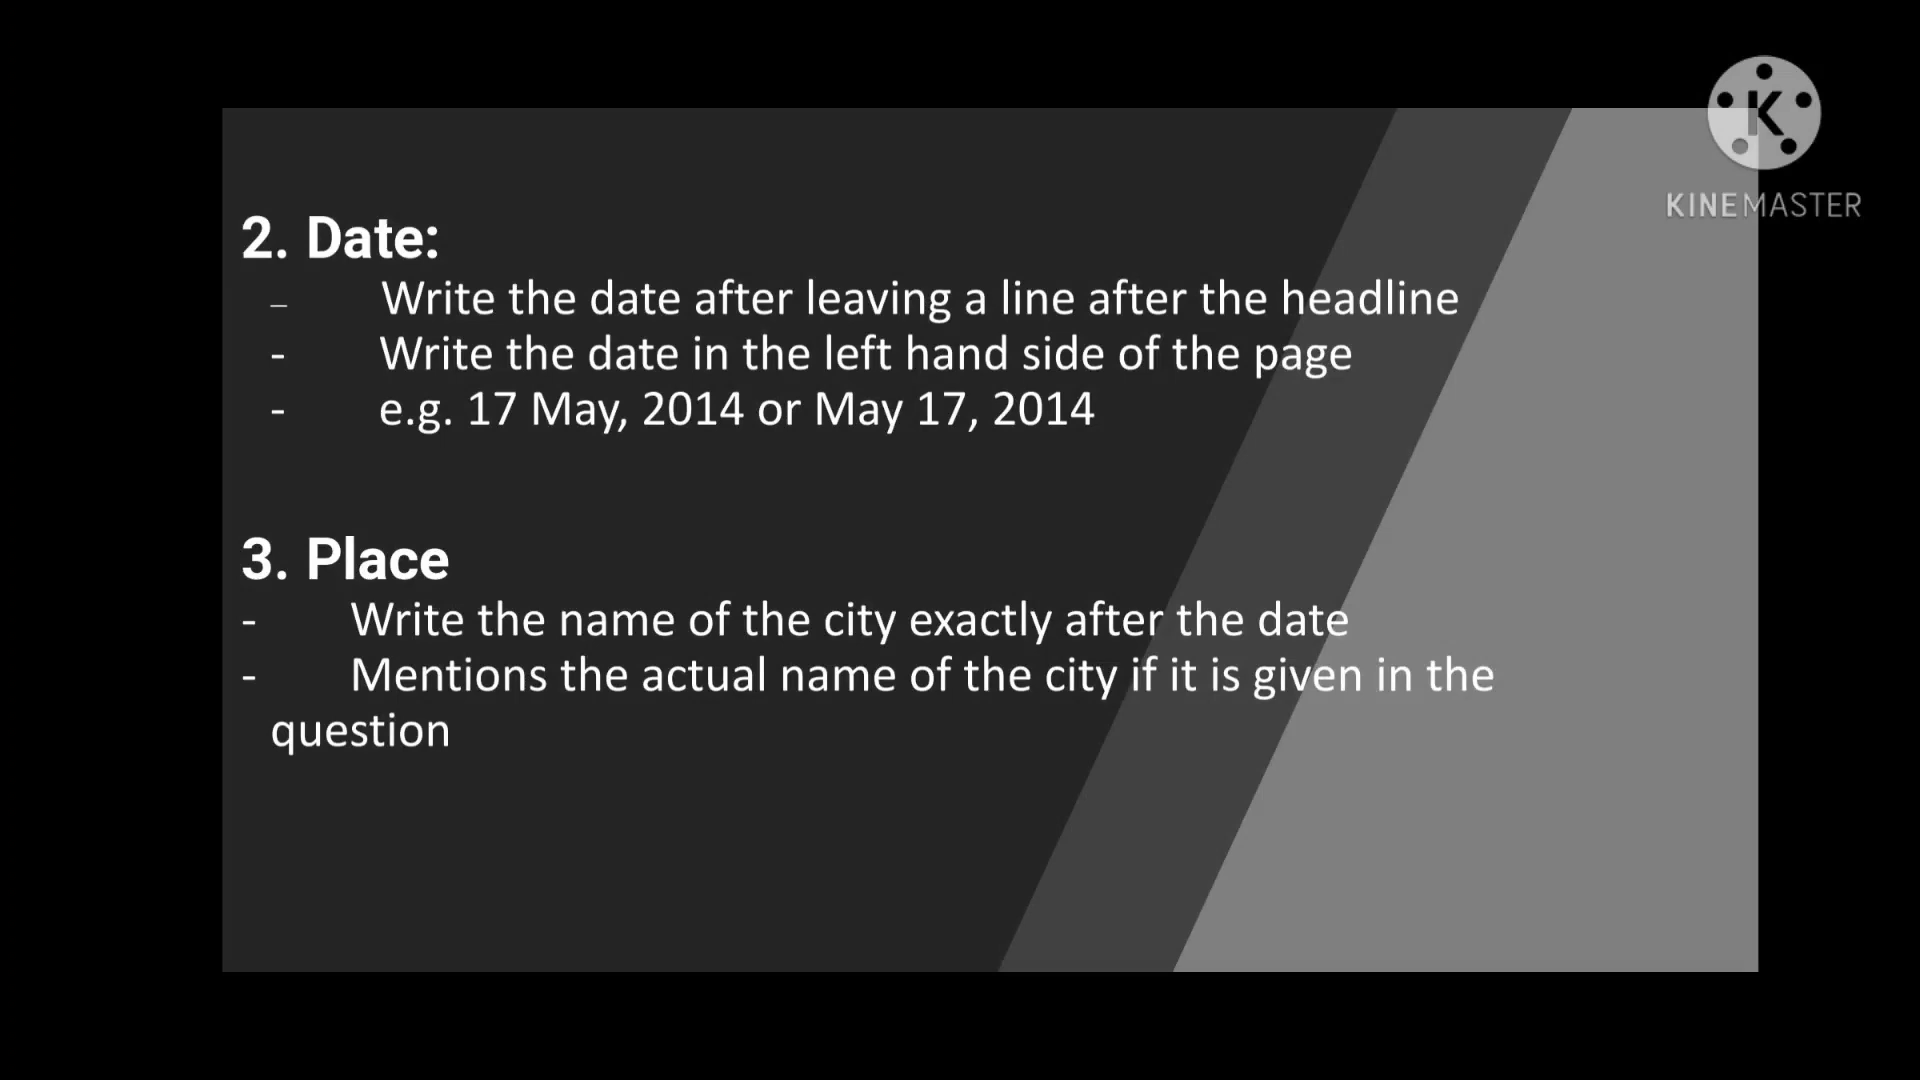 K
KINEMASTER
2. Date:
– Write the date after leaving a line after the headline
- Write the date in the left hand side of the page
- e.g. 17 May, 2014 or May 17, 2014
3. Place
- Write the name of the city exactly after the date
- Mentions the actual name of the city if it is given in the
question